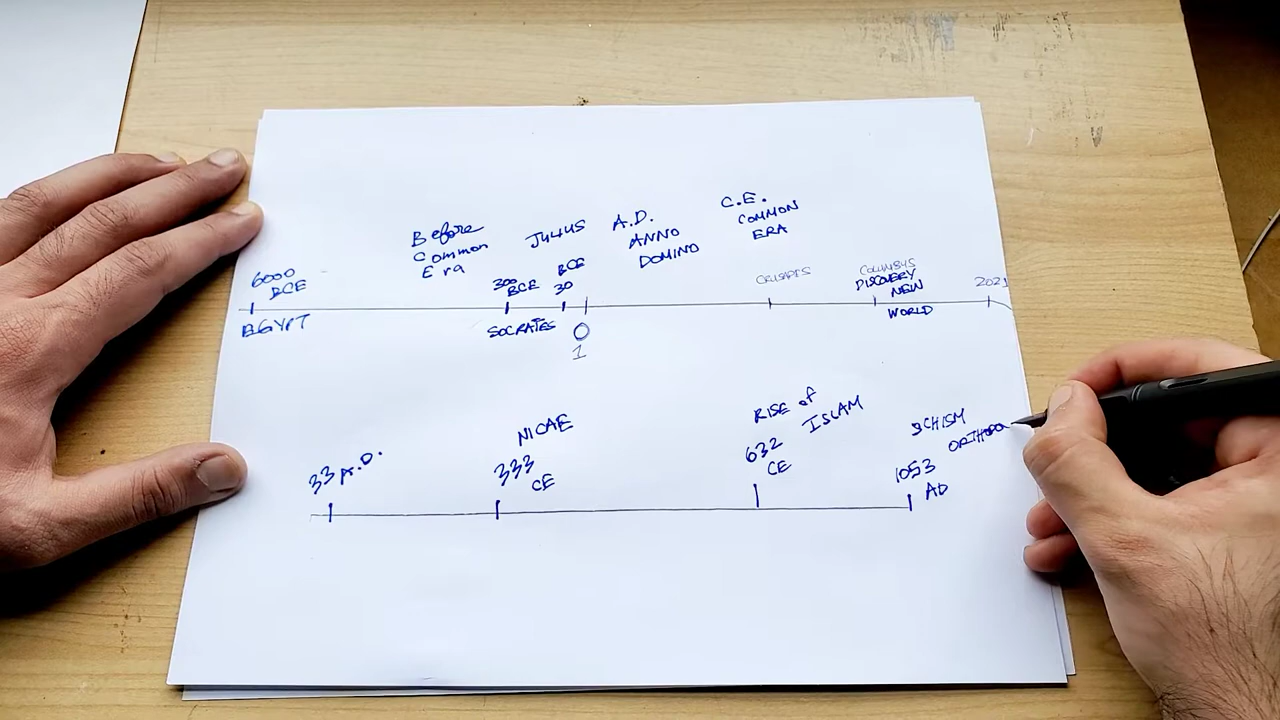 Before
Common
Era
JULIUS
A.D.
ANNO
DOMINO
C.E.
COMMON
ERA
6000
BCE
EGYPT
300
BCE
SOCRATES
BCE
30
0
1
CRUSADES
COLUMBUS
DISCOVERY
NEW
WORLD
2021
33 A.D.
NICAE
333
CE
RISE of
ISLAM
632
CE
SCHISM
ORTHODO
1053
AD